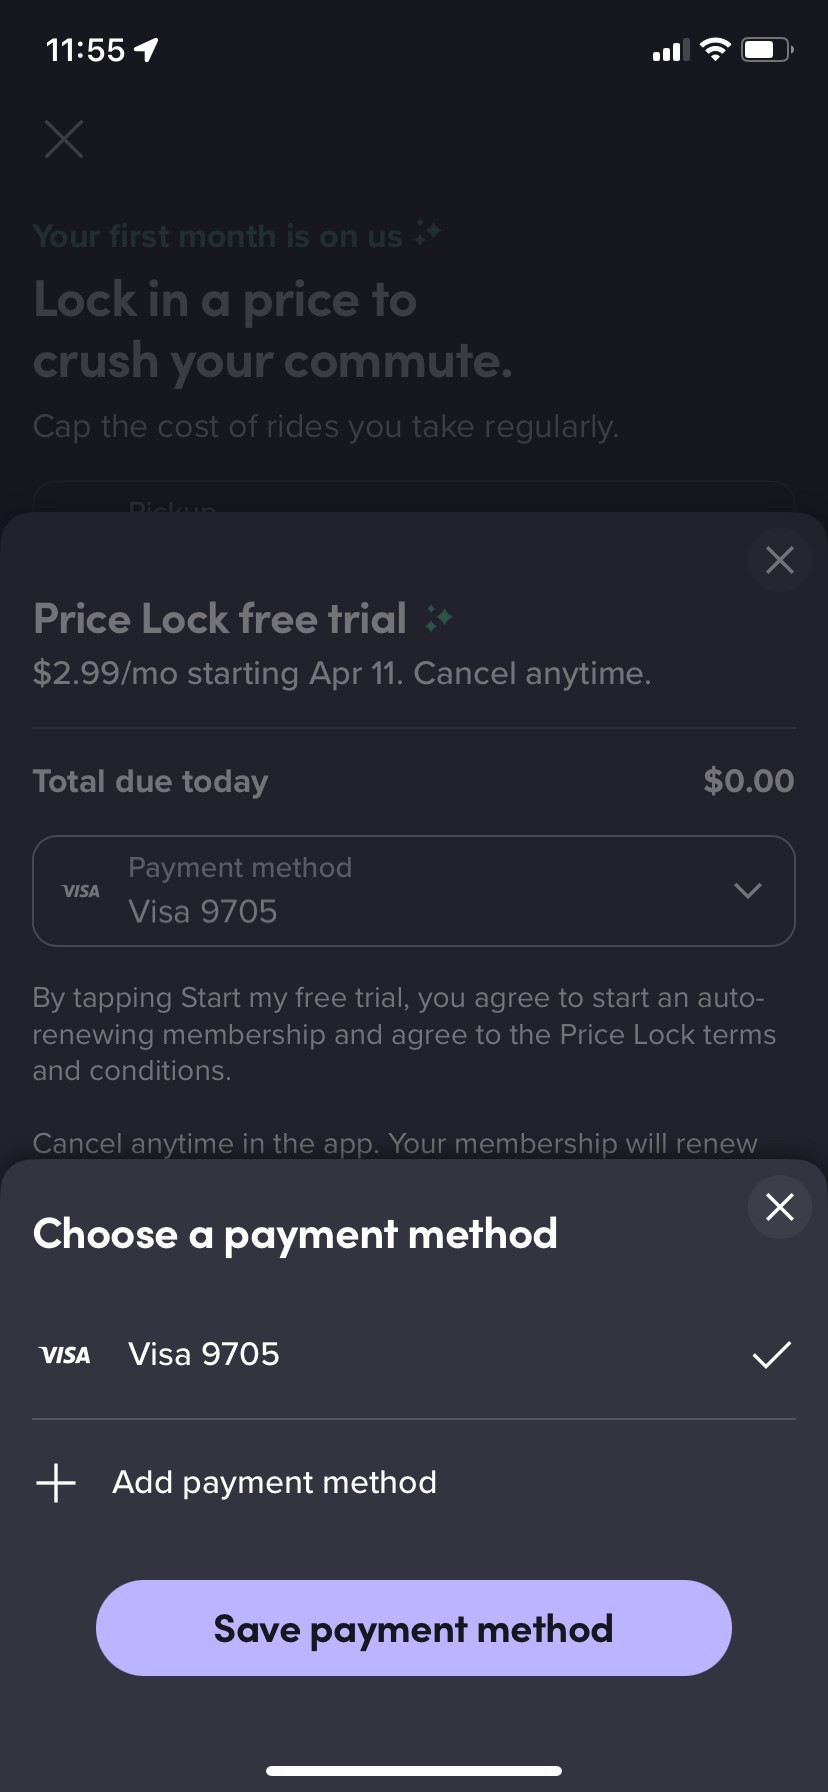 11:55
Your first month is on us
Lock in a price to
crush your commute.
Cap the cost of rides you take regularly.
Pickup
Price Lock free trial
$2.99/mo starting Apr 11. Cancel anytime.
Total due today $0.00
Payment method
VISA Visa 9705
By tapping Start my free trial, you agree to start an auto-
renewing membership and agree to the Price Lock terms
and conditions.
Cancel anytime in the app. Your membership will renew
Choose a payment method
VISA Visa 9705
Add payment method
Save payment method